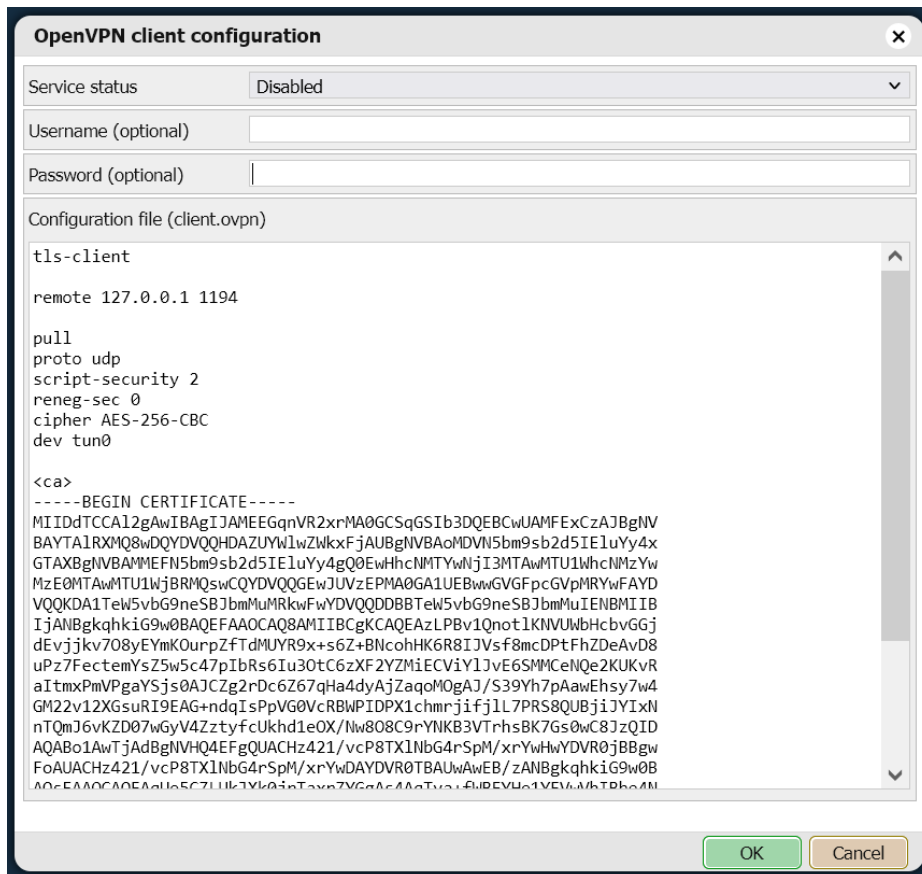 OpenVPN client configuration
Service status
Disabled
Username (optional)
Password (optional)
Configuration file (client.ovpn)
tls-client
remote 127.0.0.1 1194
pull
proto udp
script-security 2
reneg-sec 0
cipher AES-256-CBC
dev tun0
<ca>
-----BEGIN CERTIFICATE-----
MIIDdTCCAl2gAwIBAgIJAMEEGqnVR2xrMA0GCSqGSIb3DQEBCwUAMFExCzAJBgNV
BAYTAlRXMQ8wDQYDVQQHDAZUYWlwZWkxFjAUBgNVBAoMDVN5bm9sb2d5IEluYy4x
GTAXBgNVBAMMEFN5bm9sb2d5IEluYy4gQ0EwHhcNMTYwNjI3MTAwMTU1WhcNMzYw
MzE0MTAwMTU1WjBRMQswCQYDVQQGEwJUVzEPMA0GA1UEBwwGVGFpcGVpMRYwFAYD
VQQKDA1TeW5vbG9neSBJbmMuMRkwFwYDVQQDDBBTeW5vbG9neSBJbmMuIENBMIIB
IjANBgkqhkiG9w0BAQEFAAOCAQ8AMIIBCgKCAQEAzLPBv1QnotlKNVUWbHcbvGGj
dEvjjkv7O8yEYmKOurpZfTdMUYR9x+s6Z+BNcohHK6R8IJVsf8mcDPtFhZDeAvD8
uPz7FectemYsZ5w5c47pIbRs6Iu3OtC6zXF2YZMiECViYlJvE6SMMCeNQe2KUKvR
aItmxPmVPgaYSjs0AJCZg2rDc6Z67qHa4dyAjZaqoMOgAJ/S39Yh7pAawEhsy7w4
GM22v12XGsuRI9EAG+ndqIsPpVG0VcRBWPIDPX1chmrjifjlL7PRS8QUBjiJYIxN
nTQmJ6vKZD07wGyV4ZztyfcUkhd1eOX/Nw8O8C9rYNKB3VTrhsBK7Gs0wC8JzQID
AQABo1AwTjAdBgNVHQ4EFgQUACHz421/vcP8TXlNbG4rSpM/xrYwHwYDVR0jBBgw
FoAUACHz421/vcP8TXlNbG4rSpM/xrYwDAYDVR0TBAUwAwEB/zANBgkqhkiG9w0B
OK
Cancel